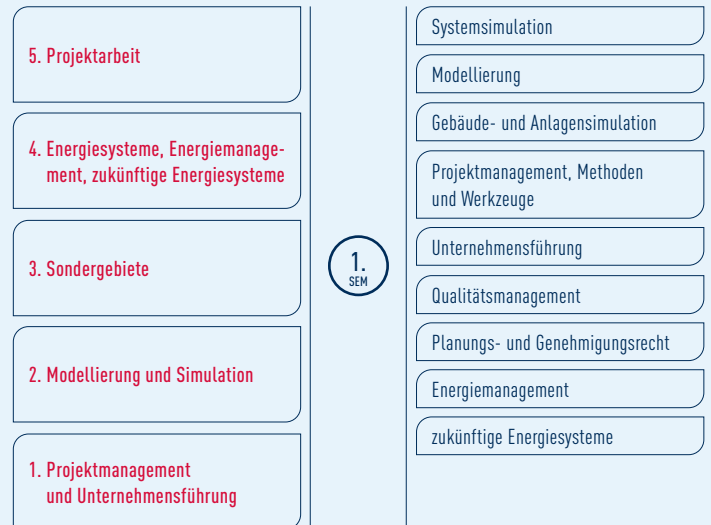 5. Projektarbeit
4. Energiesysteme, Energiemanage-
ment, zukünftige Energiesysteme
3. Sondergebiete
2. Modellierung und Simulation
1. Projektmanagement
und Unternehmensführung
1.
SEM
Systemsimulation
Modellierung
Gebäude- und Anlagensimulation
Projektmanagement, Methoden
und Werkzeuge
Unternehmensführung
Qualitätsmanagement
Planungs- und Genehmigungsrecht
Energiemanagement
zukünftige Energiesysteme